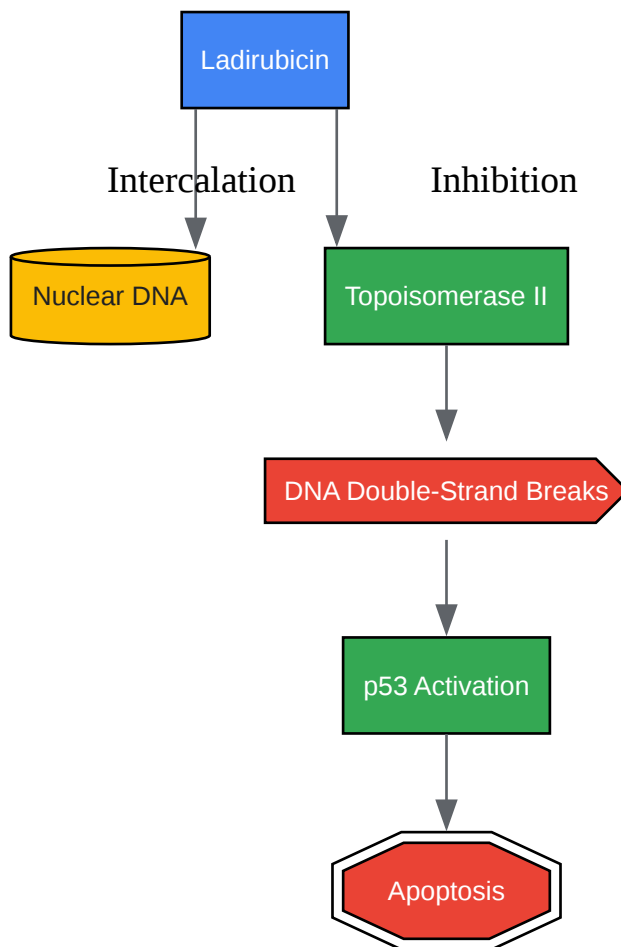 Ladirubicin
Intercalation
Inhibition
Nuclear DNA
Topoisomerase II
DNA Double-Strand Breaks
p53 Activation
Apoptosis